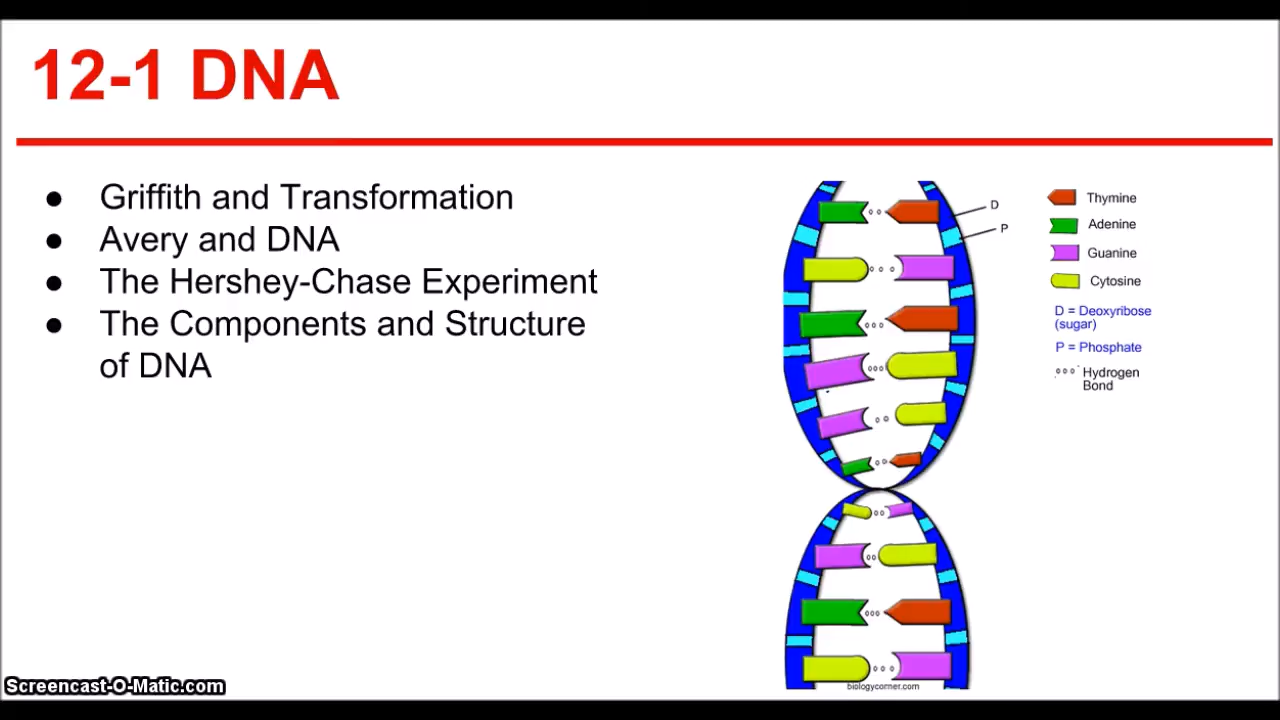 12-1 DNA
● Griffith and Transformation
● Avery and DNA
● The Hershey-Chase Experiment
● The Components and Structure
of DNA
D
P
Thymine
Adenine
Guanine
Cytosine
D = Deoxyribose
(sugar)
P = Phosphate
Hydrogen
Bond
biologycorner.com
Screencast-O-Matic.com